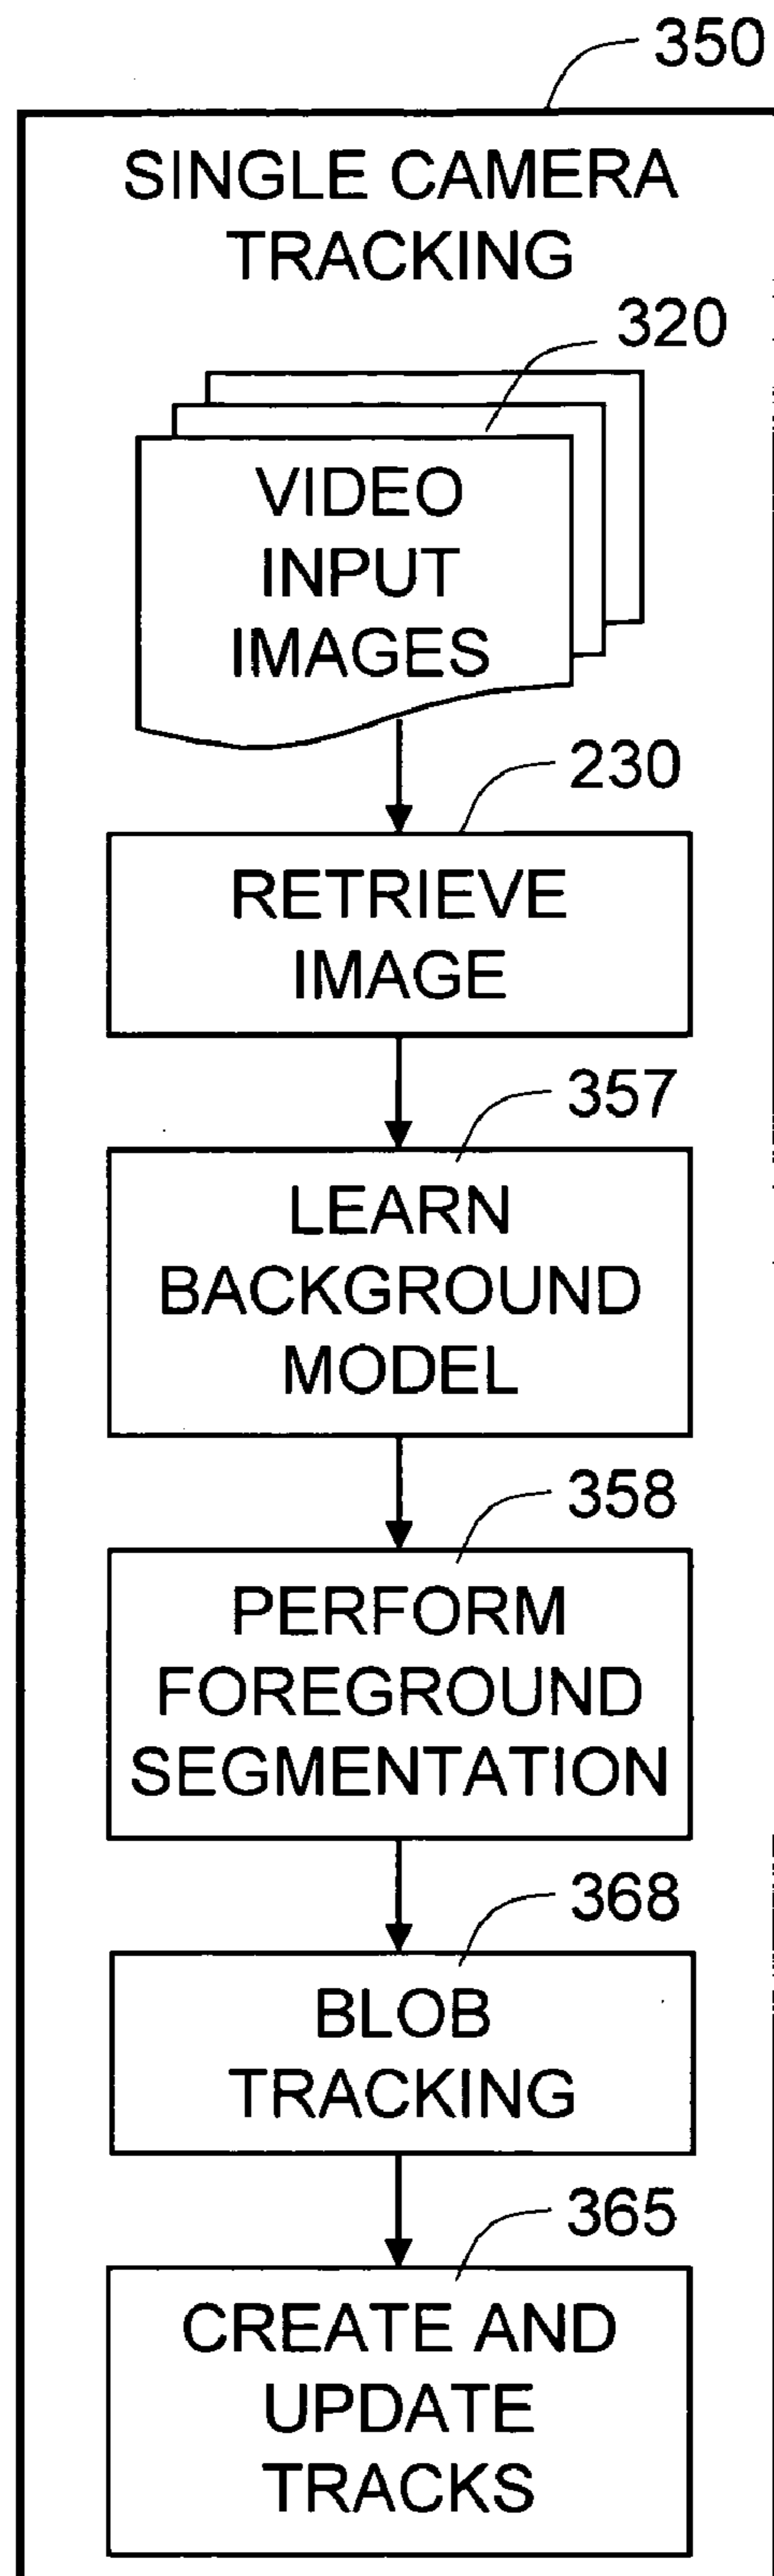 350
SINGLE CAMERA
TRACKING
320
VIDEO
INPUT
IMAGES
230
RETRIEVE
IMAGE
357
LEARN
BACKGROUND
MODEL
358
PERFORM
FOREGROUND
SEGMENTATION
368
BLOB
TRACKING
365
CREATE AND
UPDATE
TRACKS